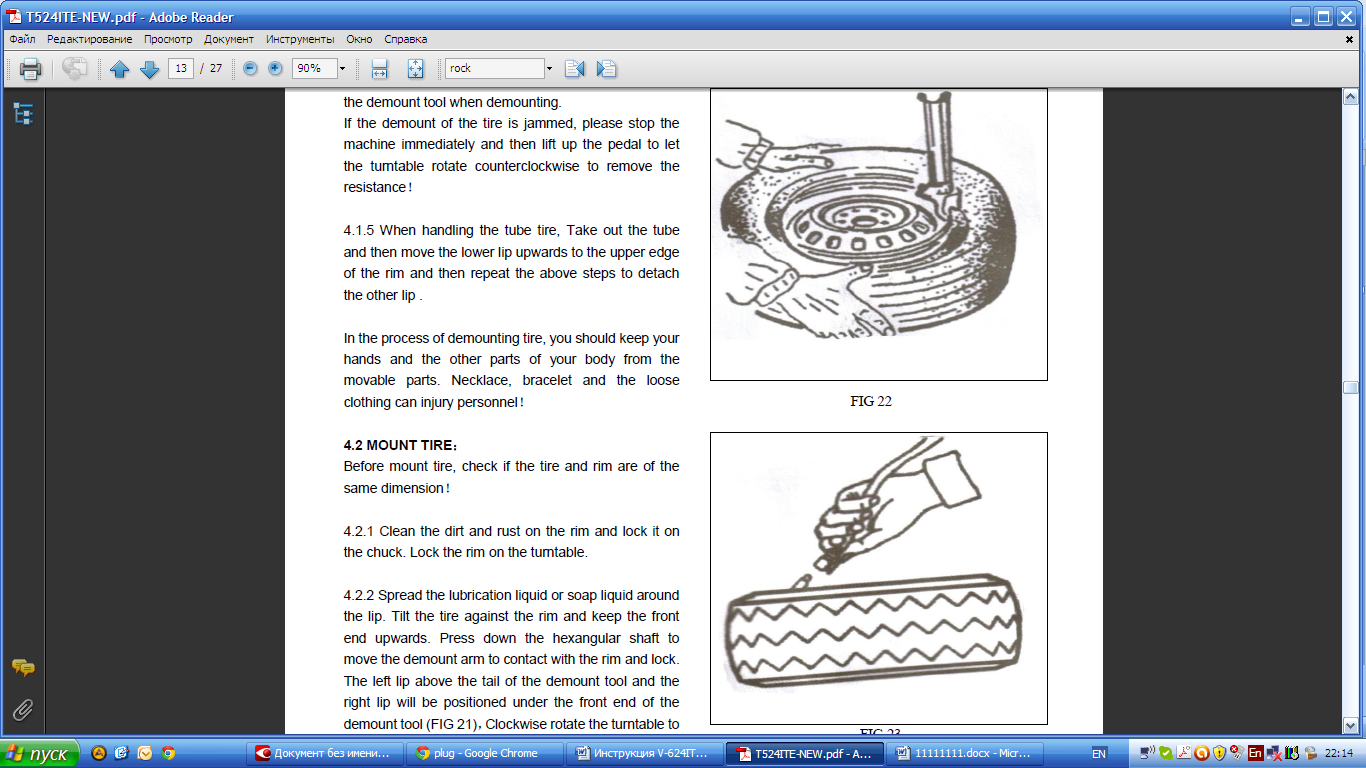 T524ITE-NEW.pdf - Adobe Reader
Файл Редактирование Просмотр Документ Инструменты Окно Справка
13 / 27 90% rock
the demount tool when demounting.
If the demount of the tire is jammed, please stop the
machine immediately and then lift up the pedal to let
the turntable rotate counterclockwise to remove the
resistance!
4.1.5 When handling the tube tire, Take out the tube
and then move the lower lip upwards to the upper edge
of the rim and then repeat the above steps to detach
the other lip .
In the process of demounting tire, you should keep your
hands and the other parts of your body from the
movable parts. Necklace, bracelet and the loose
clothing can injury personnel!
FIG 22
4.2 MOUNT TIRE:
Before mount tire, check if the tire and rim are of the
same dimension!
4.2.1 Clean the dirt and rust on the rim and lock it on
the chuck. Lock the rim on the turntable.
4.2.2 Spread the lubrication liquid or soap liquid around
the lip. Tilt the tire against the rim and keep the front
end upwards. Press down the hexangular shaft to
move the demount arm to contact with the rim and lock.
The left lip above the tail of the demount tool and the
right lip will be positioned under the front end of the
demount tool (FIG 21), Clockwise rotate the turntable to
FIG 23
пуск
Документ без имени... plug - Google Chrome Инструкция V-624IT... T524ITE-NEW.pdf - A... 11111111.docx - Micr... EN En 22:14